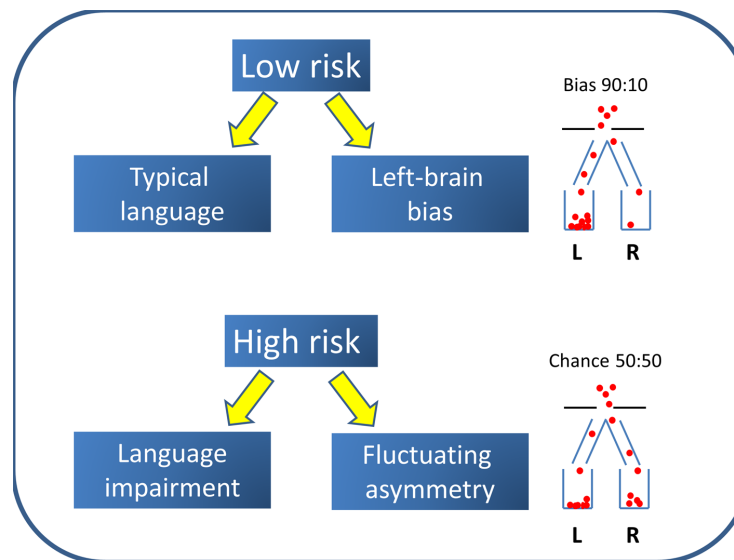 Low risk
Bias 90:10
Typical
language
Left-brain
bias
L R
High risk
Chance 50:50
Language
impairment
Fluctuating
asymmetry
L R